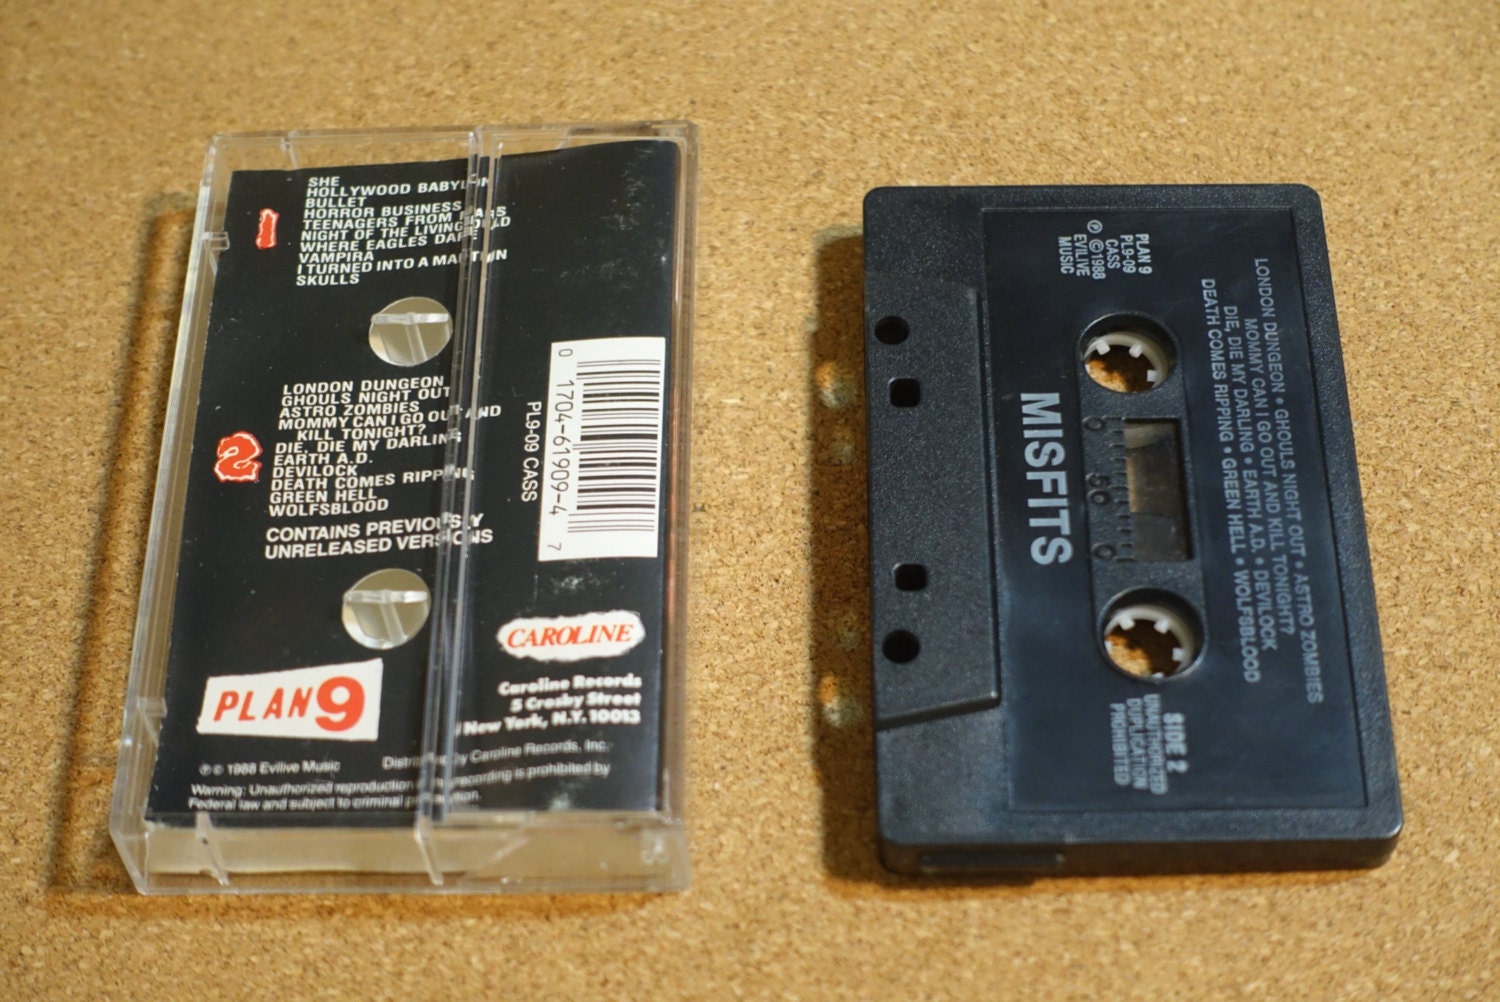 1
SHE
HOLLYWOOD BABYLON
BULLET
HORROR BUSINESS
TEENAGERS FROM MARS
NIGHT OF THE LIVING DEAD
WHERE EAGLES DARE
VAMPIRA
I TURNED INTO A MARTIAN
SKULLS
2
LONDON DUNGEON
GHOULS NIGHT OUT
ASTRO ZOMBIES
MOMMY CAN I GO OUT AND
KILL TONIGHT?
DIE, DIE MY DARLING
EARTH A.D.
DEVILOCK
DEATH COMES RIPPING
GREEN HELL
WOLFSBLOOD
CONTAINS PREVIOUSLY
UNRELEASED VERSIONS
PLAN 9
℗ © 1988 Evilive Music
Distributed by Caroline Records, Inc.
Warning: Unauthorized reproduction of this recording is prohibited by
Federal law and subject to criminal prosecution.
0 1704-61909-4 7
PL9-09 CASS
CAROLINE
Caroline Records
5 Crosby Street
New York, N.Y. 10013
PLAN 9
PL9-09
CASS
℗ ©1988
EVILIVE
MUSIC
MISFITS
0 50 0
LONDON DUNGEON • GHOULS NIGHT OUT • ASTRO ZOMBIES
MOMMY CAN I GO OUT AND KILL TONIGHT?
DIE, DIE MY DARLING • EARTH A.D. • DEVILOCK
DEATH COMES RIPPING • GREEN HELL • WOLFSBLOOD
SIDE 2
UNAUTHORIZED
DUPLICATION
PROHIBITED